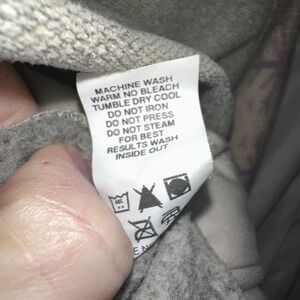 MACHINE WASH
WARM NO BLEACH
TUMBLE DRY COOL
DO NOT IRON
DO NOT PRESS
DO NOT STEAM
FOR BEST
RESULTS WASH
INSIDE OUT